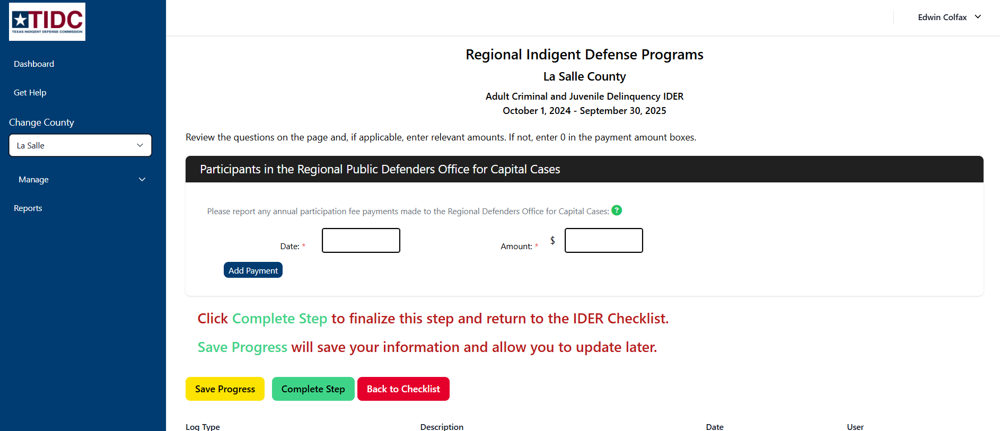 TIDC
TEXAS INDIGENT DEFENSE COMMISSION
Edwin Colfax
Dashboard
Get Help
Change County
La Salle
Manage
Reports
Regional Indigent Defense Programs
La Salle County
Adult Criminal and Juvenile Delinquency IDER
October 1, 2024 - September 30, 2025
Review the questions on the page and, if applicable, enter relevant amounts. If not, enter 0 in the payment amount boxes.
Participants in the Regional Public Defenders Office for Capital Cases
Please report any annual participation fee payments made to the Regional Defenders Office for Capital Cases: ?
Date: * Amount: * $
Add Payment
Click Complete Step to finalize this step and return to the IDER Checklist.
Save Progress will save your information and allow you to update later.
Save Progress Complete Step Back to Checklist
Log Type Description Date User